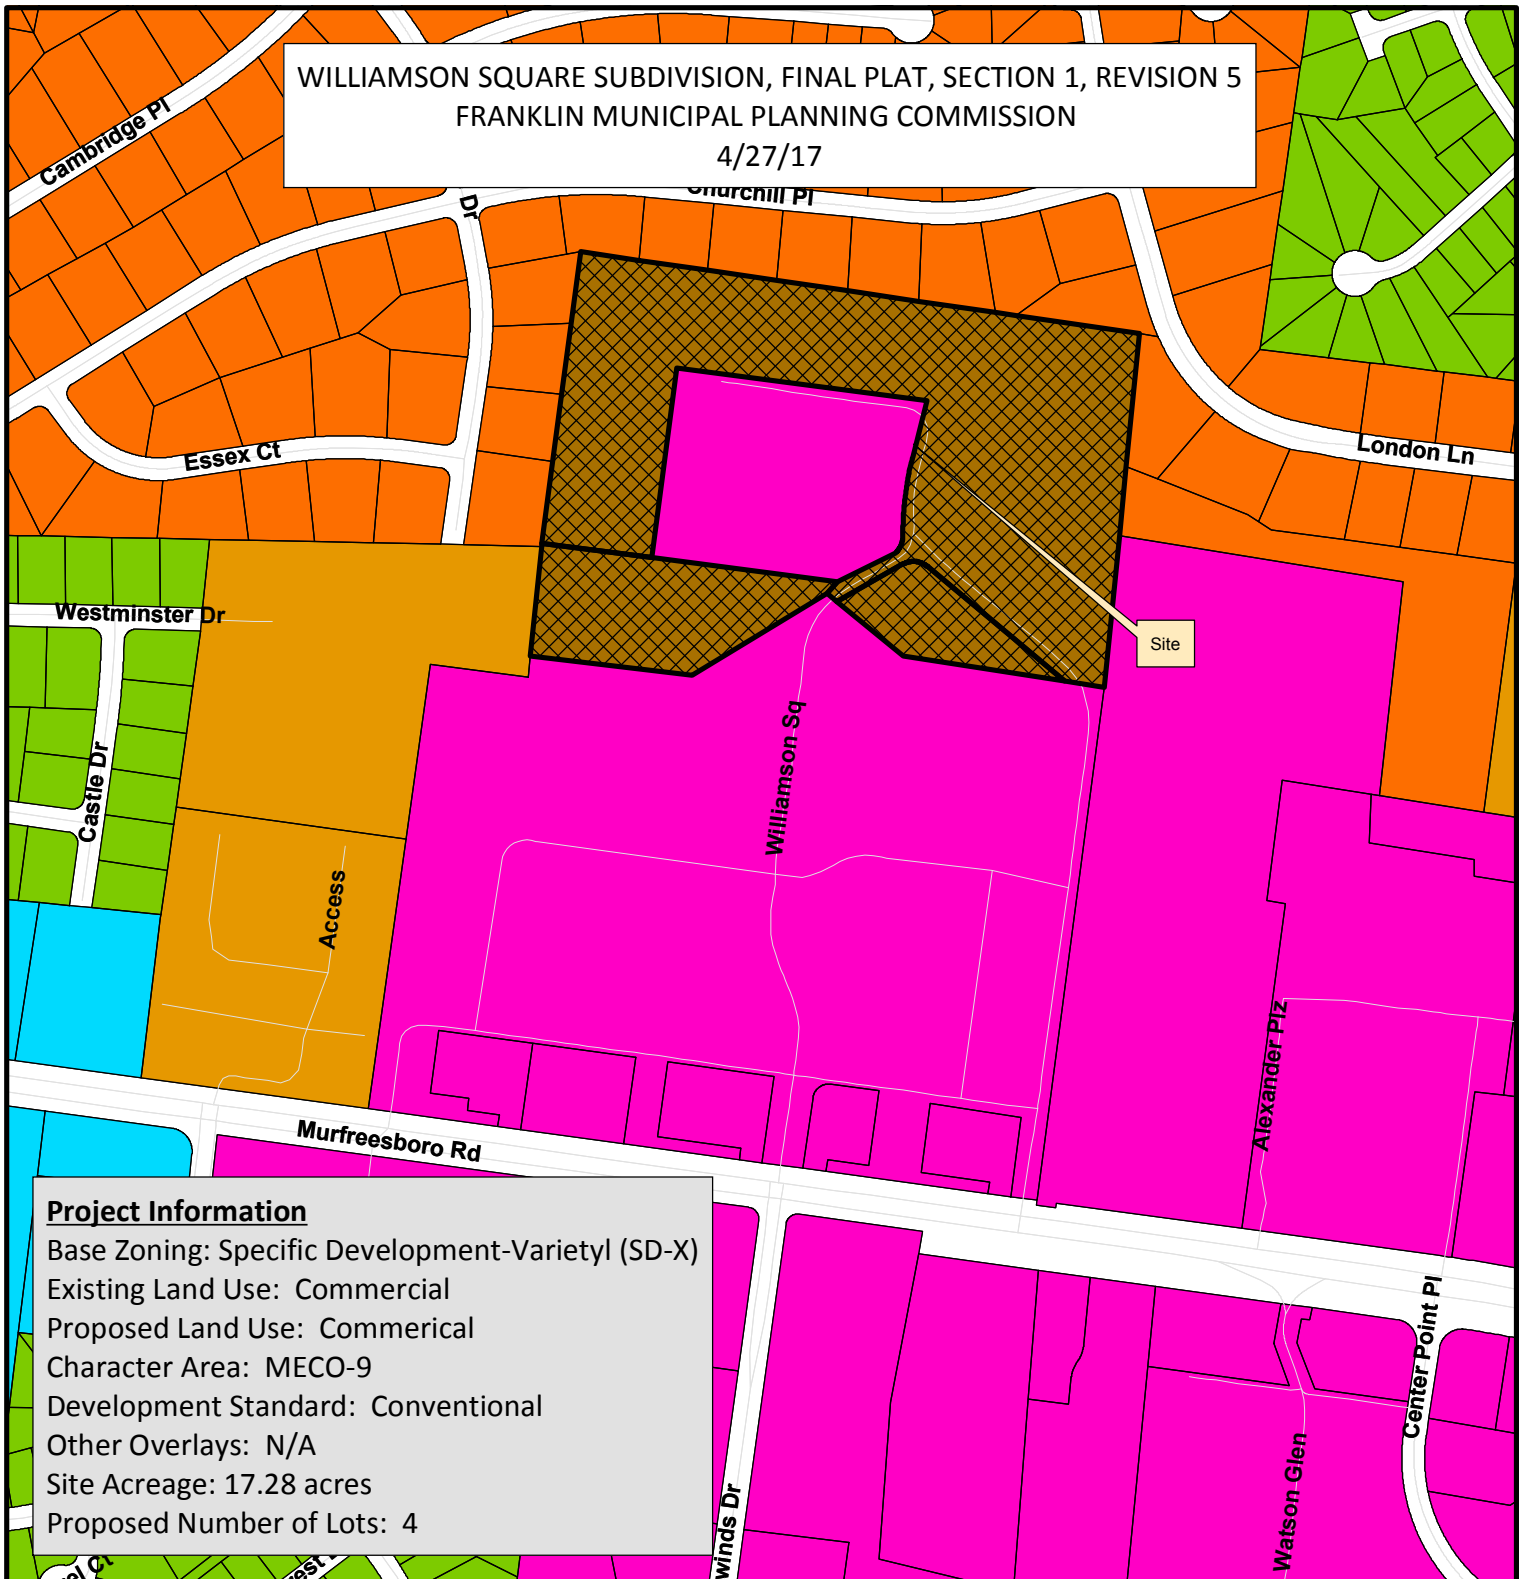 WILLIAMSON SQUARE SUBDIVISION, FINAL PLAT, SECTION 1, REVISION 5
FRANKLIN MUNICIPAL PLANNING COMMISSION
4/27/17
Cambridge Pl
Churchill Pl
Dr
Essex Ct
London Ln
Westminster Dr
Site
Castle Dr
Williamson Sq
Access
Alexander Plz
Murfreesboro Rd
Project Information
Base Zoning: Specific Development-Varietyl (SD-X)
Existing Land Use: Commercial
Proposed Land Use: Commerical
Character Area: MECO-9
Development Standard: Conventional
Other Overlays: N/A
Site Acreage: 17.28 acres
Proposed Number of Lots: 4
Center Point Pl
Watson Glen
winds Dr
el Ct